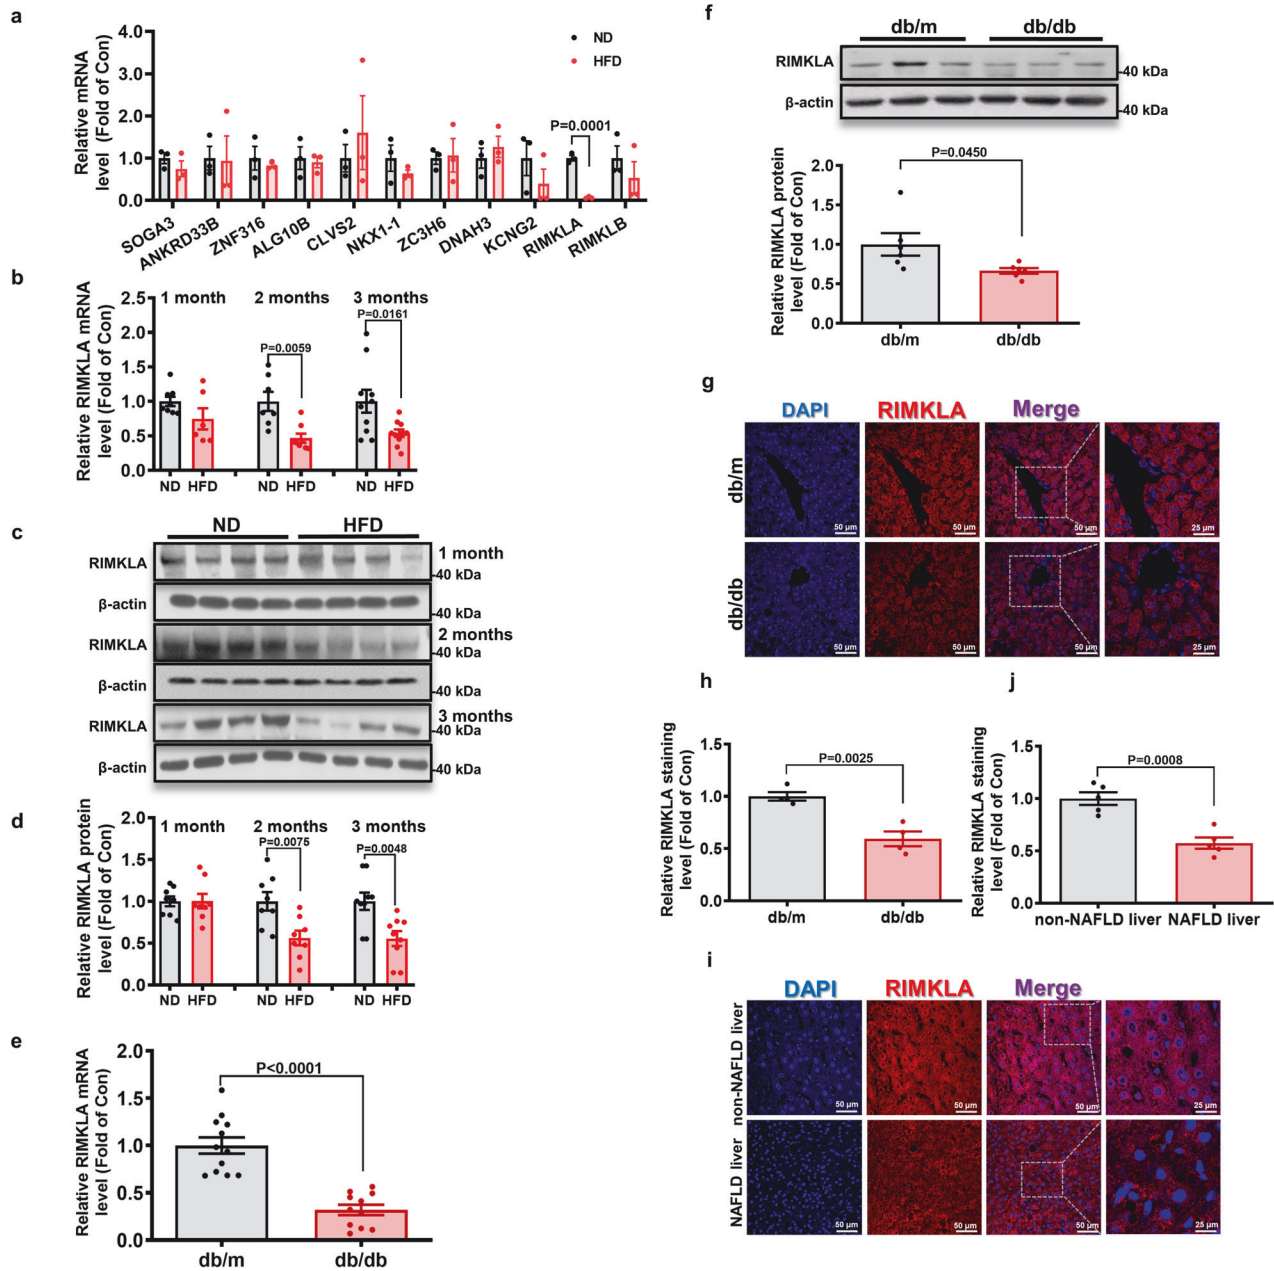 a
Relative mRNA
level (Fold of Con)
4.0
3.0
2.0
1.0
0.0
ND
HFD
P=0.0001
SOGA3
ANKRD33B
ZNF316
ALG10B
CLVS2
NKX1-1
ZC3H6
DNAH3
KCNG2
RIMKLA
RIMKLB
b
Relative RIMKLA mRNA
level (Fold of Con)
2.5
2.0
1.5
1.0
0.5
0.0
1 month
2 months
3 months
P=0.0059
P=0.0161
ND HFD ND HFD ND HFD
c
ND HFD
RIMKLA
1 month
-40 kDa
β-actin
-40 kDa
RIMKLA
2 months
-40 kDa
β-actin
-40 kDa
RIMKLA
3 months
-40 kDa
β-actin
-40 kDa
d
Relative RIMKLA protein
level (Fold of Con)
2.0
1.5
1.0
0.5
0.0
1 month
2 months
3 months
P=0.0075
P=0.0048
ND HFD ND HFD ND HFD
e
Relative RIMKLA mRNA
level (Fold of Con)
2.0
1.5
1.0
0.5
0.0
P<0.0001
db/m db/db
f
db/m db/db
RIMKLA
-40 kDa
β-actin
-40 kDa
Relative RIMKLA protein
level (Fold of Con)
2.0
1.5
1.0
0.5
0.0
P=0.0450
db/m db/db
g
DAPI RIMKLA Merge
db/m
50 µm 50 µm 50 µm 25 µm
db/db
50 µm 50 µm 50 µm 25 µm
h
Relative RIMKLA staining
level (Fold of Con)
1.5
1.0
0.5
0.0
P=0.0025
db/m db/db
j
Relative RIMKLA staining
level (Fold of Con)
1.5
1.0
0.5
0.0
P=0.0008
non-NAFLD liver NAFLD liver
i
DAPI RIMKLA Merge
non-NAFLD liver
50 µm 50 µm 50 µm 25 µm
NAFLD liver
50 µm 50 µm 50 µm 25 µm